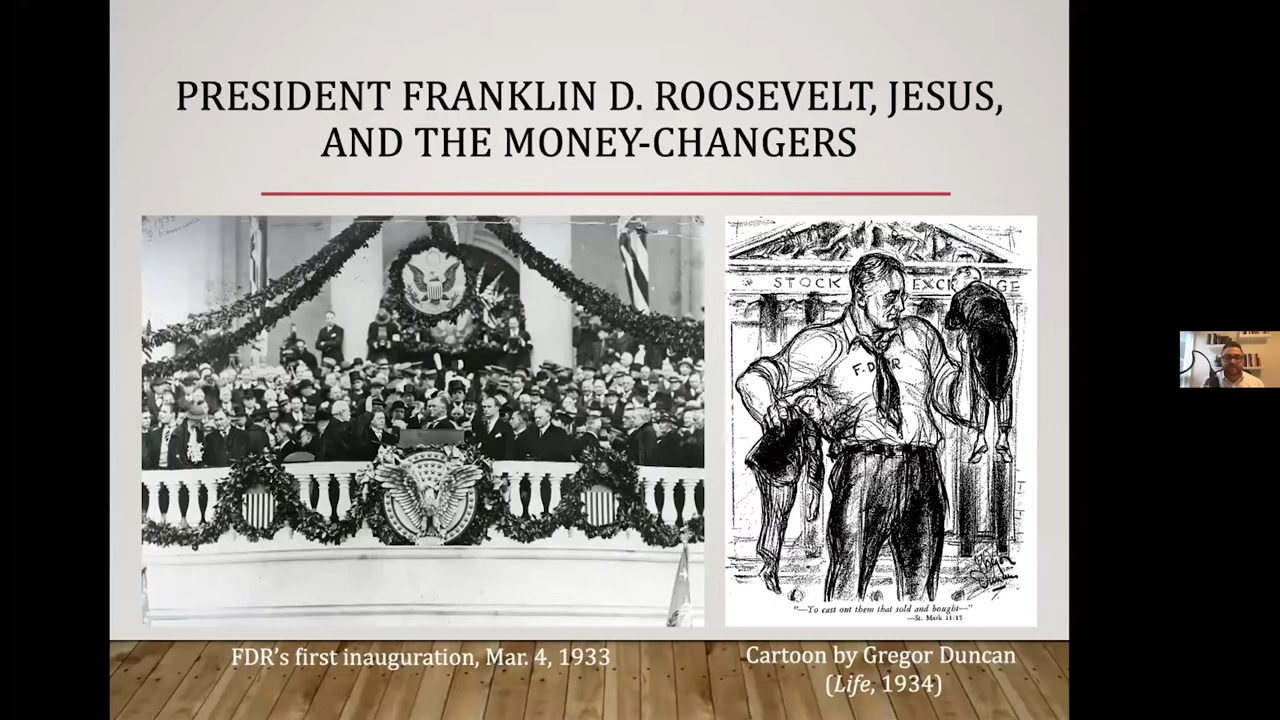 PRESIDENT FRANKLIN D. ROOSEVELT, JESUS,
AND THE MONEY-CHANGERS
STOCK EXCHANGE
F.D.R
"—To cast out them that sold and bought—"
—St. Mark 11:15
FDR's first inauguration, Mar. 4, 1933
Cartoon by Gregor Duncan
(Life, 1934)